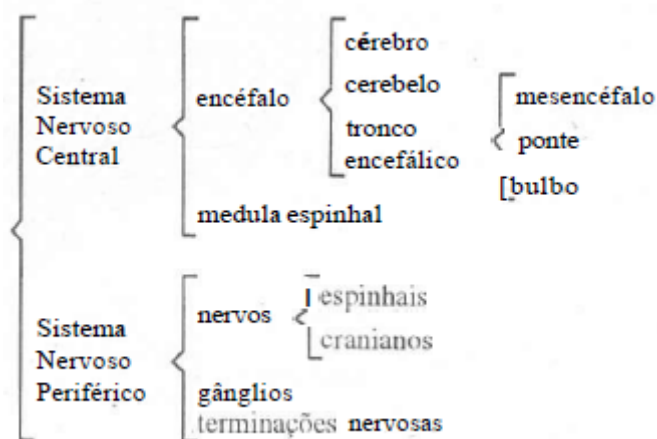 Sistema
Nervoso
Central
encéfalo
cérebro
cerebelo
tronco
encefálico
mesencéfalo
ponte
bulbo
medula espinhal
Sistema
Nervoso
Periférico
nervos
espinhais
cranianos
gânglios
terminações nervosas